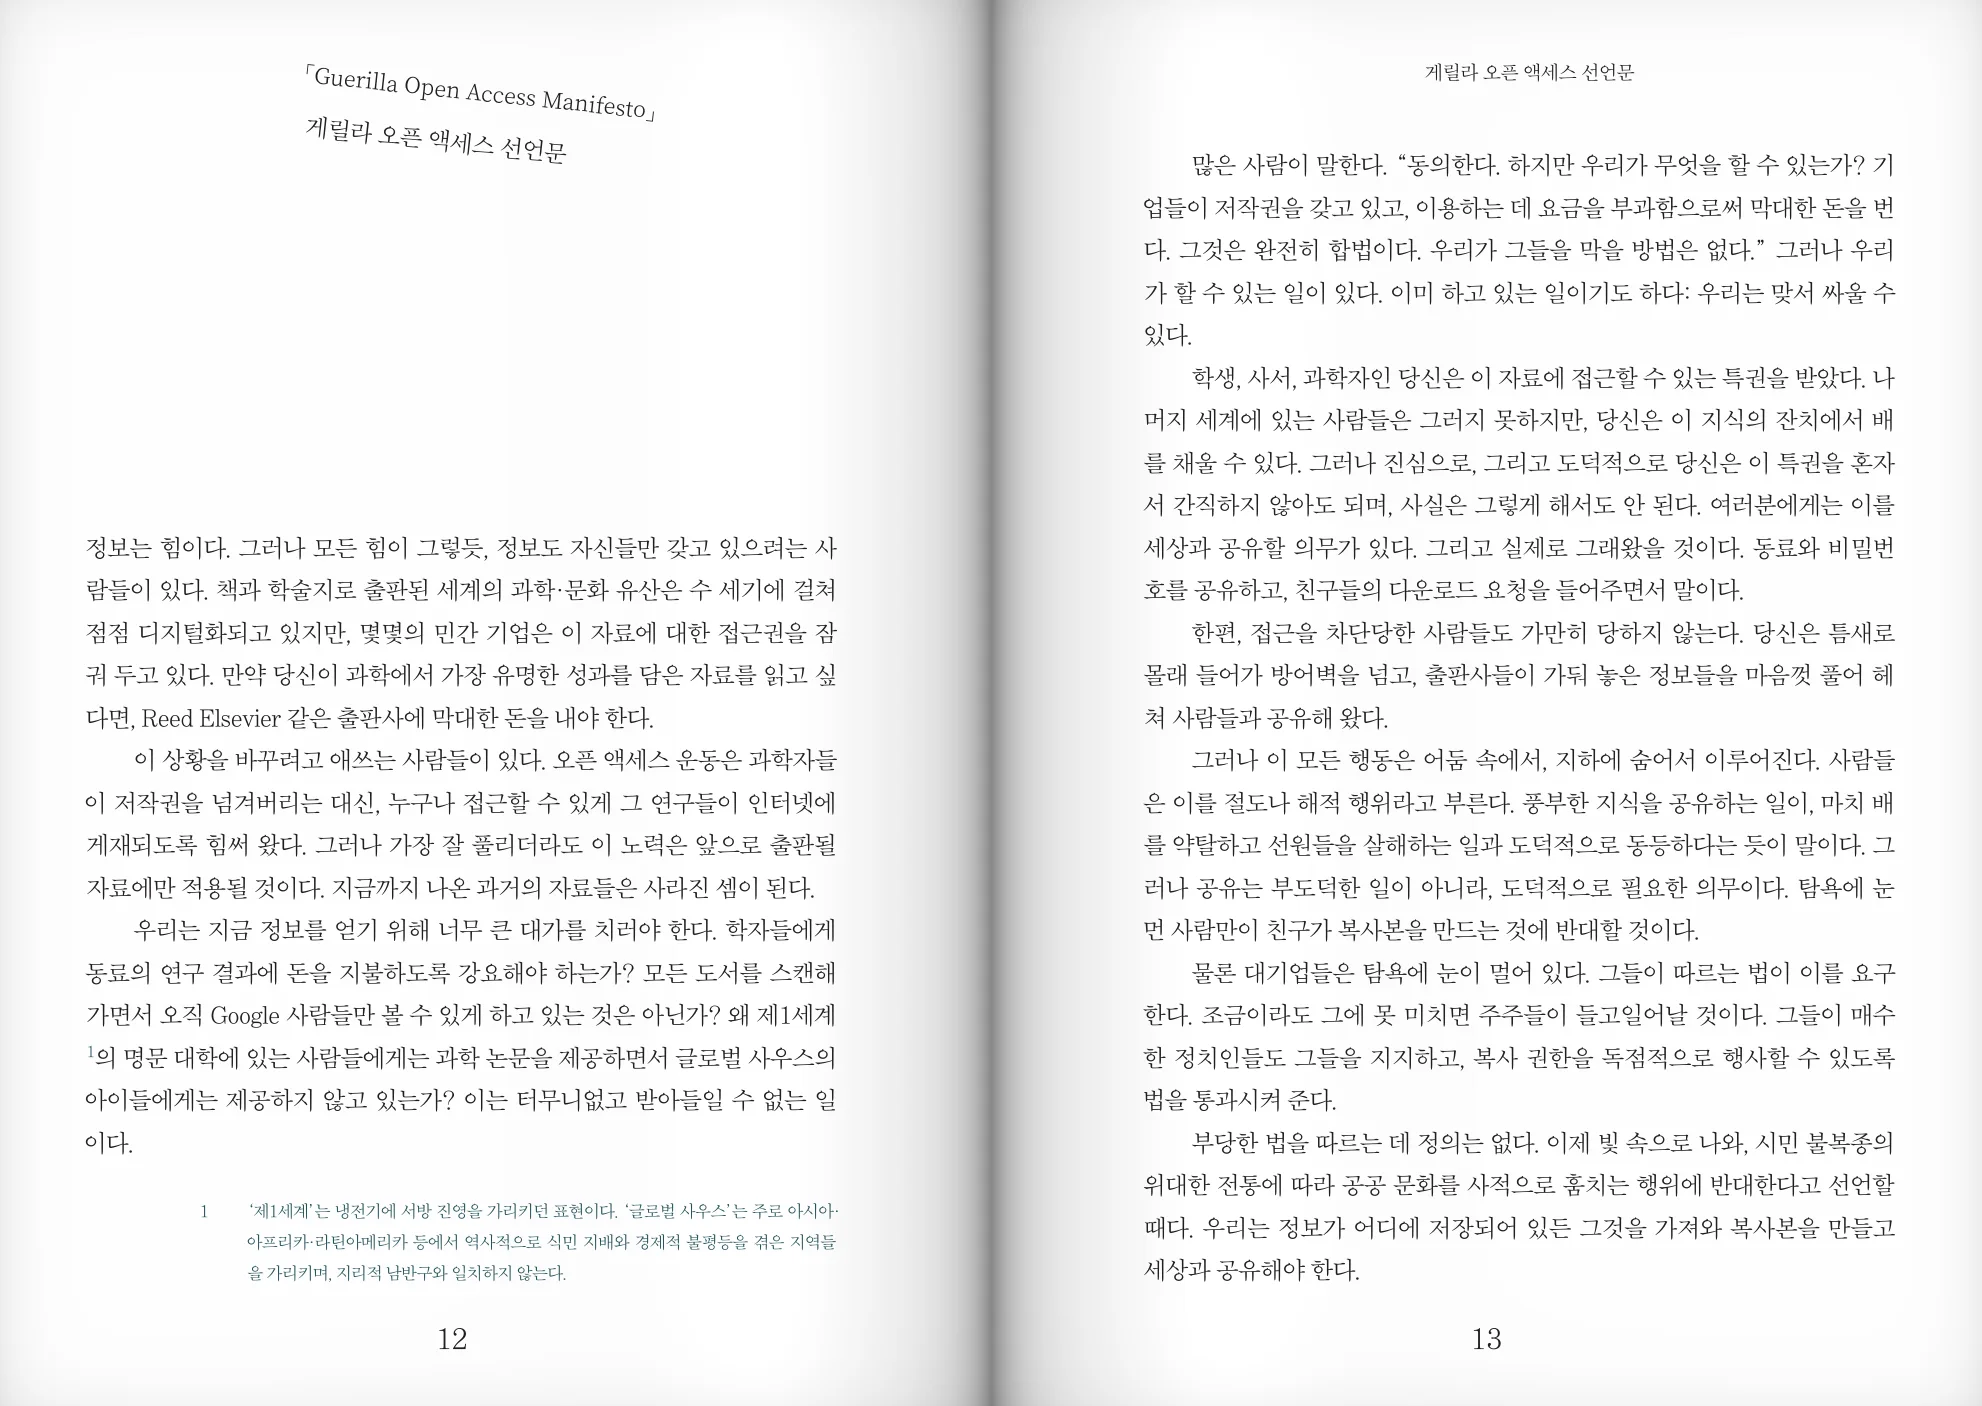 「Guerilla Open Access Manifesto」
게릴라 오픈 액세스 선언문
정보는 힘이다. 그러나 모든 힘이 그렇듯, 정보도 자신들만 갖고 있으려는 사
람들이 있다. 책과 학술지로 출판된 세계의 과학·문화 유산은 수 세기에 걸쳐
점점 디지털화되고 있지만, 몇몇의 민간 기업은 이 자료에 대한 접근권을 잠
궈 두고 있다. 만약 당신이 과학에서 가장 유명한 성과를 담은 자료를 읽고 싶
다면, Reed Elsevier 같은 출판사에 막대한 돈을 내야 한다.
이 상황을 바꾸려고 애쓰는 사람들이 있다. 오픈 액세스 운동은 과학자들
이 저작권을 넘겨버리는 대신, 누구나 접근할 수 있게 그 연구들이 인터넷에
게재되도록 힘써 왔다. 그러나 가장 잘 풀리더라도 이 노력은 앞으로 출판될
자료에만 적용될 것이다. 지금까지 나온 과거의 자료들은 사라진 셈이 된다.
우리는 지금 정보를 얻기 위해 너무 큰 대가를 치러야 한다. 학자들에게
동료의 연구 결과에 돈을 지불하도록 강요해야 하는가? 모든 도서를 스캔해
가면서 오직 Google 사람들만 볼 수 있게 하고 있는 것은 아닌가? 왜 제1세계
1의 명문 대학에 있는 사람들에게는 과학 논문을 제공하면서 글로벌 사우스의
아이들에게는 제공하지 않고 있는가? 이는 터무니없고 받아들일 수 없는 일
이다.
1 ‘제1세계’는 냉전기에 서방 진영을 가리키던 표현이다. ‘글로벌 사우스’는 주로 아시아·
아프리카·라틴아메리카 등에서 역사적으로 식민 지배와 경제적 불평등을 겪은 지역들
을 가리키며, 지리적 남반구와 일치하지 않는다.
12
게릴라 오픈 액세스 선언문
많은 사람이 말한다. “동의한다. 하지만 우리가 무엇을 할 수 있는가? 기
업들이 저작권을 갖고 있고, 이용하는 데 요금을 부과함으로써 막대한 돈을 번
다. 그것은 완전히 합법이다. 우리가 그들을 막을 방법은 없다.” 그러나 우리
가 할 수 있는 일이 있다. 이미 하고 있는 일이기도 하다: 우리는 맞서 싸울 수
있다.
학생, 사서, 과학자인 당신은 이 자료에 접근할 수 있는 특권을 받았다. 나
머지 세계에 있는 사람들은 그러지 못하지만, 당신은 이 지식의 잔치에서 배
를 채울 수 있다. 그러나 진심으로, 그리고 도덕적으로 당신은 이 특권을 혼자
서 간직하지 않아도 되며, 사실은 그렇게 해서도 안 된다. 여러분에게는 이를
세상과 공유할 의무가 있다. 그리고 실제로 그래왔을 것이다. 동료와 비밀번
호를 공유하고, 친구들의 다운로드 요청을 들어주면서 말이다.
한편, 접근을 차단당한 사람들도 가만히 당하지 않는다. 당신은 틈새로
몰래 들어가 방어벽을 넘고, 출판사들이 가둬 놓은 정보들을 마음껏 풀어 헤
쳐 사람들과 공유해 왔다.
그러나 이 모든 행동은 어둠 속에서, 지하에 숨어서 이루어진다. 사람들
은 이를 절도나 해적 행위라고 부른다. 풍부한 지식을 공유하는 일이, 마치 배
를 약탈하고 선원들을 살해하는 일과 도덕적으로 동등하다는 듯이 말이다. 그
러나 공유는 부도덕한 일이 아니라, 도덕적으로 필요한 의무이다. 탐욕에 눈
먼 사람만이 친구가 복사본을 만드는 것에 반대할 것이다.
물론 대기업들은 탐욕에 눈이 멀어 있다. 그들이 따르는 법이 이를 요구
한다. 조금이라도 그에 못 미치면 주주들이 들고일어날 것이다. 그들이 매수
한 정치인들도 그들을 지지하고, 복사 권한을 독점적으로 행사할 수 있도록
법을 통과시켜 준다.
부당한 법을 따르는 데 정의는 없다. 이제 빛 속으로 나와, 시민 불복종의
위대한 전통에 따라 공공 문화를 사적으로 훔치는 행위에 반대한다고 선언할
때다. 우리는 정보가 어디에 저장되어 있든 그것을 가져와 복사본을 만들고
세상과 공유해야 한다.
13